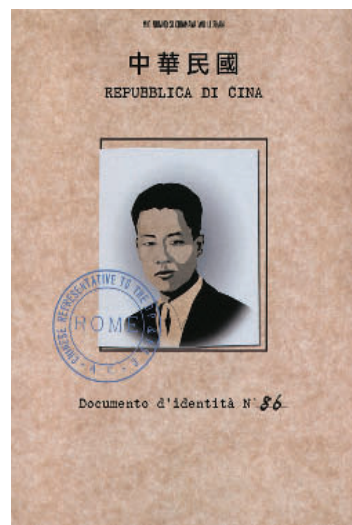 中華民國
REPUBBLICA DI CINA
CHINESE REPRESENTATIVE TO THE
ROME
A.C.
Documento d'identità N° 86